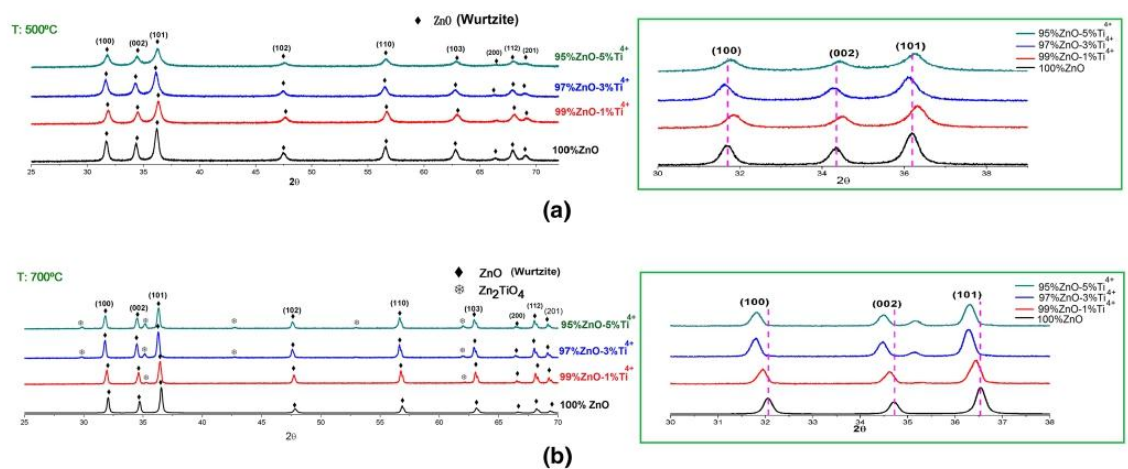 T: 500ºC
♦ ZnO (Wurtzite)
(100) (002) (101) (102) (110) (103) (200) (112) (201)
95%ZnO-5%Ti4+
97%ZnO-3%Ti4+
99%ZnO-1%Ti4+
100%ZnO
25 30 35 40 45 50 55 60 65 70
2θ
95%ZnO-5%Ti4+
97%ZnO-3%Ti4+
99%ZnO-1%Ti4+
100%ZnO
(100) (002) (101)
30 32 34 36 38
2θ
(a)
T: 700ºC
♦ ZnO (Wurtzite)
Zn2TiO4
(100) (002) (101) (102) (110) (103) (200) (112) (201)
95%ZnO-5%Ti4+
97%ZnO-3%Ti4+
99%ZnO-1%Ti4+
100% ZnO
25 30 35 40 45 50 55 60 65 70
2θ
95%ZnO-5%Ti4+
97%ZnO-3%Ti4+
99%ZnO-1%Ti4+
100%ZnO
(100) (002) (101)
31 32 33 34 35 36 37 38
2θ
(b)